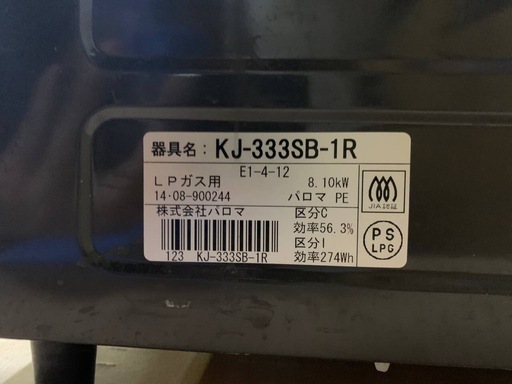 器具名: KJ-333SB-1R
E1-4-12
LPガス用 8.10kW
14・08-900244 パロマ PE
株式会社パロマ 区分C
効率56.3%
区分I
123 KJ-333SB-1R 効率274Wh
JIA認証
PS
LPG